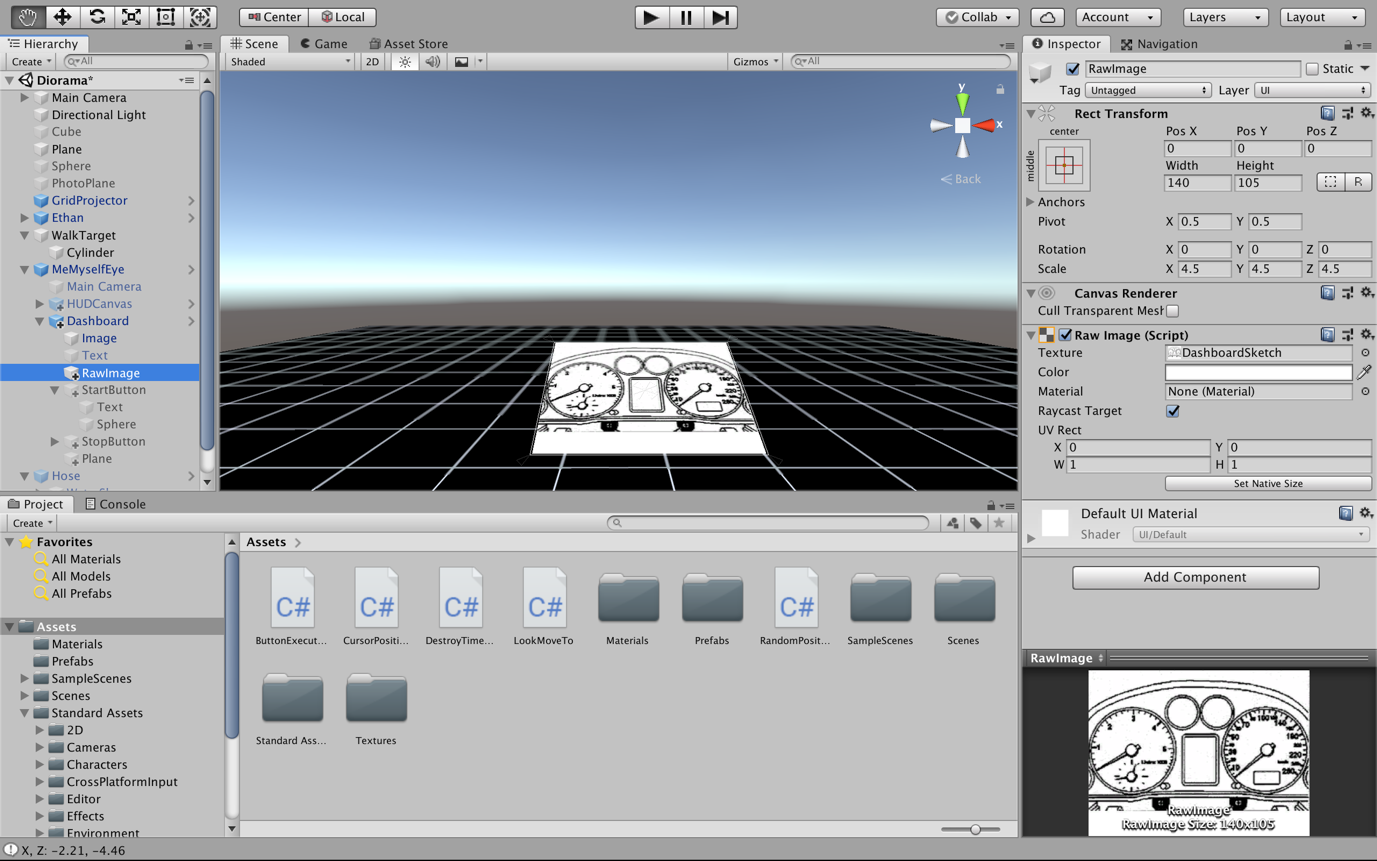 Center Local Collab Account Layers Layout
Hierarchy
Create All
Diorama*
Main Camera
Directional Light
Cube
Plane
Sphere
PhotoPlane
GridProjector
Ethan
WalkTarget
Cylinder
MeMyselfEye
Main Camera
HUDCanvas
Dashboard
Image
Text
RawImage
StartButton
Text
Sphere
StopButton
Plane
Hose
Scene Game Asset Store
Shaded 2D Gizmos All
y
x
Back
Inspector Navigation
RawImage Static
Tag Untagged Layer UI
Rect Transform
center Pos X Pos Y Pos Z
middle 0 0 0
Width Height
140 105 R
Anchors
Pivot X 0.5 Y 0.5
Rotation X 0 Y 0 Z 0
Scale X 4.5 Y 4.5 Z 4.5
Canvas Renderer
Cull Transparent Mesh
Raw Image (Script)
Texture DashboardSketch
Color
Material None (Material)
Raycast Target
UV Rect
X 0 Y 0
W 1 H 1
Set Native Size
Default UI Material
Shader UI/Default
Add Component
RawImage
RawImage
RawImage Size: 140x105
Project Console
Create
Favorites
All Materials
All Models
All Prefabs
Assets
Materials
Prefabs
SampleScenes
Scenes
Standard Assets
2D
Cameras
Characters
CrossPlatformInput
Editor
Effects
Environment
Assets
C# C# C# C# C#
ButtonExecut... CursorPositi... DestroyTime... LookMoveTo Materials Prefabs RandomPosit... SampleScenes Scenes
Standard Ass... Textures
X, Z: -2.21, -4.46